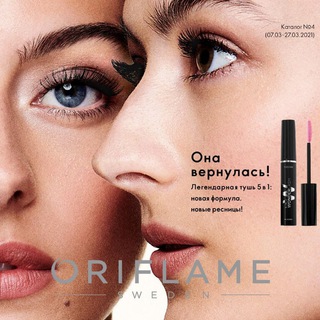 Каталог №4
(07.03-27.03.2021)
Она
вернулась!
Легендарная тушь 5 в 1:
новая формула.
новые ресницы!
ORIFLAME
SWEDEN